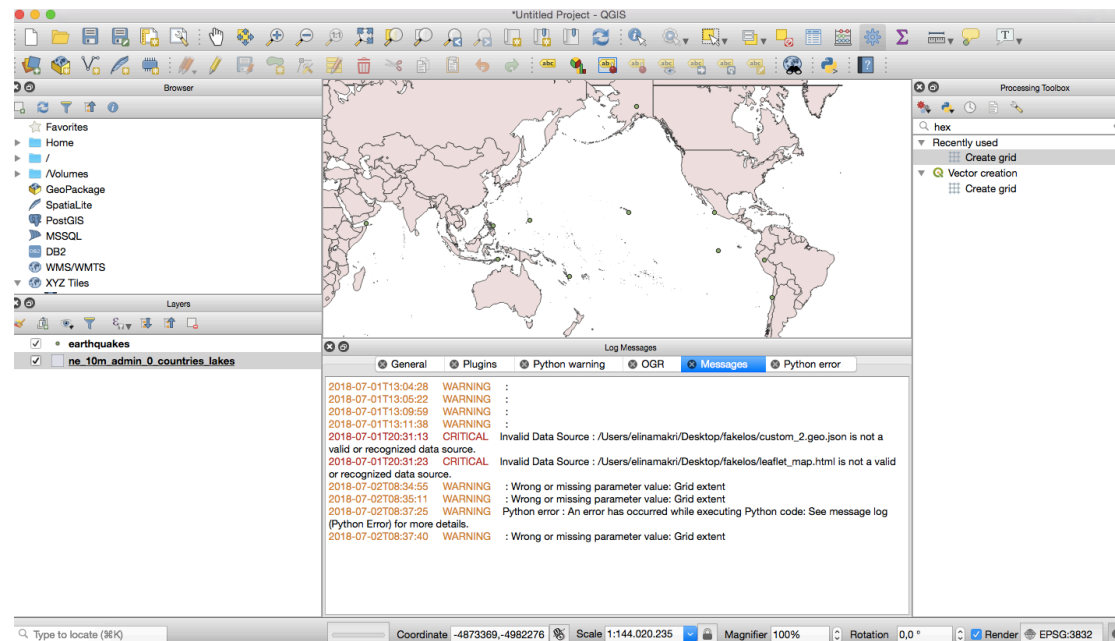 *Untitled Project - QGIS
Browser
Favorites
Home
/
/Volumes
GeoPackage
SpatiaLite
PostGIS
MSSQL
DB2
WMS/WMTS
XYZ Tiles
Layers
earthquakes
ne_10m_admin_0_countries_lakes
Log Messages
General Plugins Python warning OGR Messages Python error
2018-07-01T13:04:28 WARNING :
2018-07-01T13:05:22 WARNING :
2018-07-01T13:09:59 WARNING :
2018-07-01T13:11:38 WARNING :
2018-07-01T20:31:13 CRITICAL Invalid Data Source : /Users/elinamakri/Desktop/fakelos/custom_2.geo.json is not a
valid or recognized data source.
2018-07-01T20:31:23 CRITICAL Invalid Data Source : /Users/elinamakri/Desktop/fakelos/leaflet_map.html is not a valid
or recognized data source.
2018-07-02T08:34:55 WARNING : Wrong or missing parameter value: Grid extent
2018-07-02T08:35:11 WARNING : Wrong or missing parameter value: Grid extent
2018-07-02T08:37:25 WARNING Python error : An error has occurred while executing Python code: See message log
(Python Error) for more details.
2018-07-02T08:37:40 WARNING : Wrong or missing parameter value: Grid extent
Processing Toolbox
hex
Recently used
Create grid
Vector creation
Create grid
Type to locate (⌘K) Coordinate -4873369,-4982276 Scale 1:144.020.235 Magnifier 100% Rotation 0,0 ° Render EPSG:3832